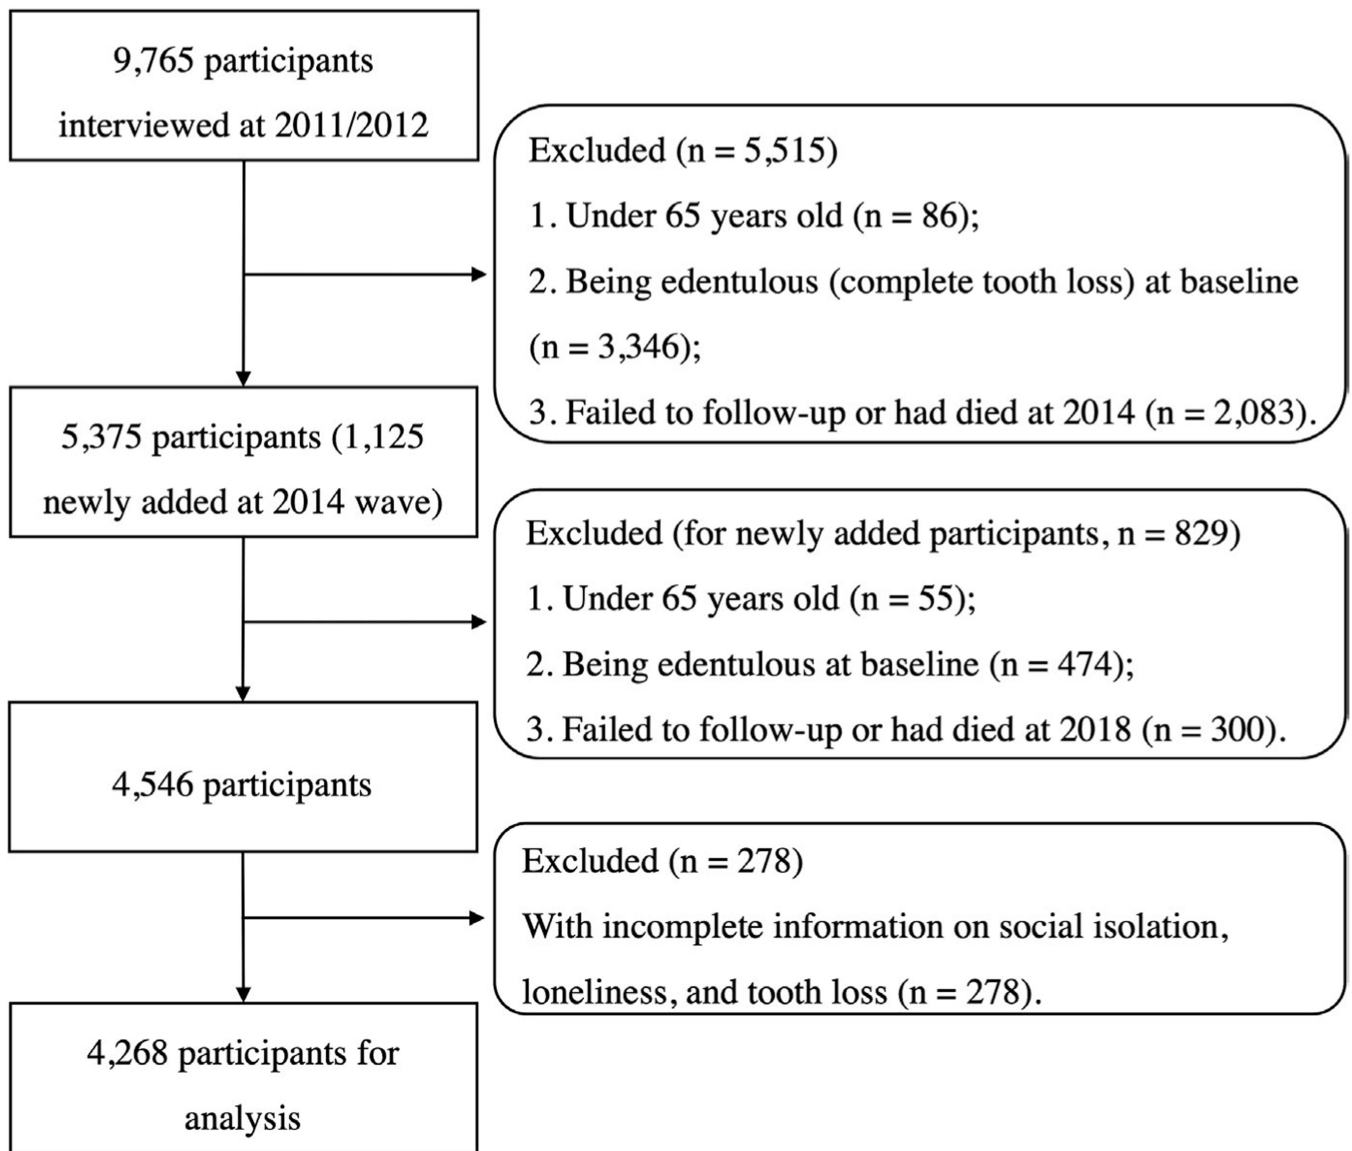 9,765 participants
interviewed at 2011/2012
Excluded (n = 5,515)
1. Under 65 years old (n = 86);
2. Being edentulous (complete tooth loss) at baseline
(n = 3,346);
3. Failed to follow-up or had died at 2014 (n = 2,083).
5,375 participants (1,125
newly added at 2014 wave)
Excluded (for newly added participants, n = 829)
1. Under 65 years old (n = 55);
2. Being edentulous at baseline (n = 474);
3. Failed to follow-up or had died at 2018 (n = 300).
4,546 participants
Excluded (n = 278)
With incomplete information on social isolation,
loneliness, and tooth loss (n = 278).
4,268 participants for
analysis